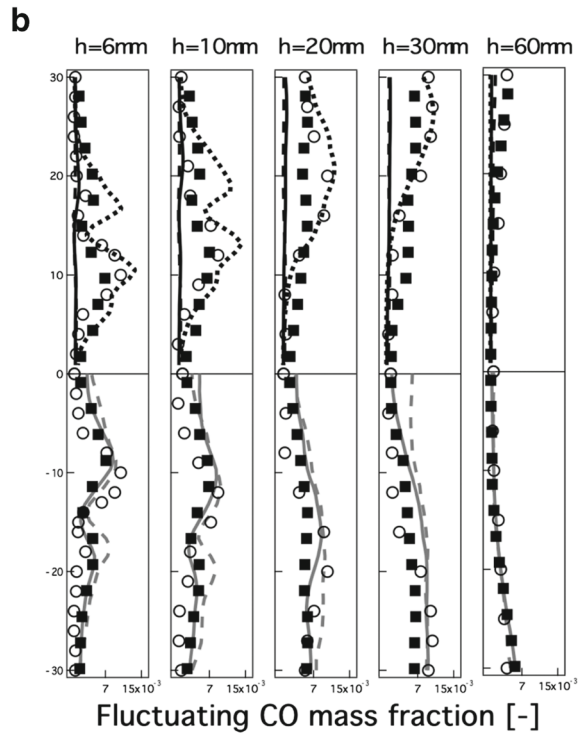 b
h=6mm h=10mm h=20mm h=30mm h=60mm
30
20
10
0
-10
-20
-30
7 15x10⁻³ 7 15x10⁻³ 7 15x10⁻³ 7 15x10⁻³ 7 15x10⁻³
Fluctuating CO mass fraction [-]